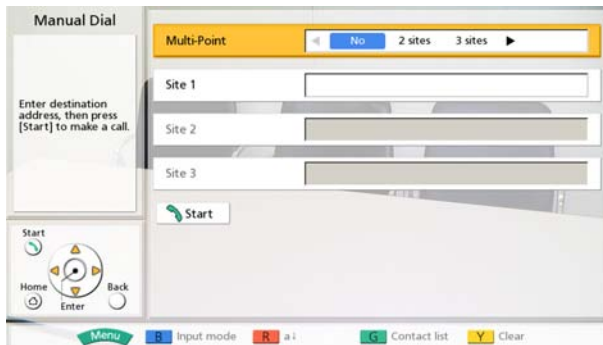 Manual Dial
Enter destination
address, then press
[Start] to make a call.
Multi-Point No 2 sites 3 sites
Site 1
Site 2
Site 3
Start
Start
Home
Back
Enter
Menu B Input mode R a↓ G Contact list Y Clear